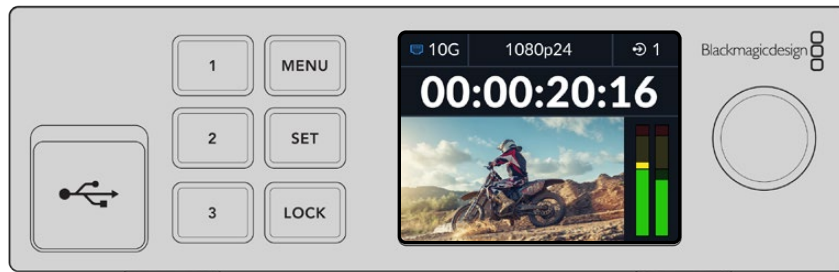 10G 1080p24 1
Blackmagicdesign
00:00:20:16
1 MENU
2 SET
3 LOCK